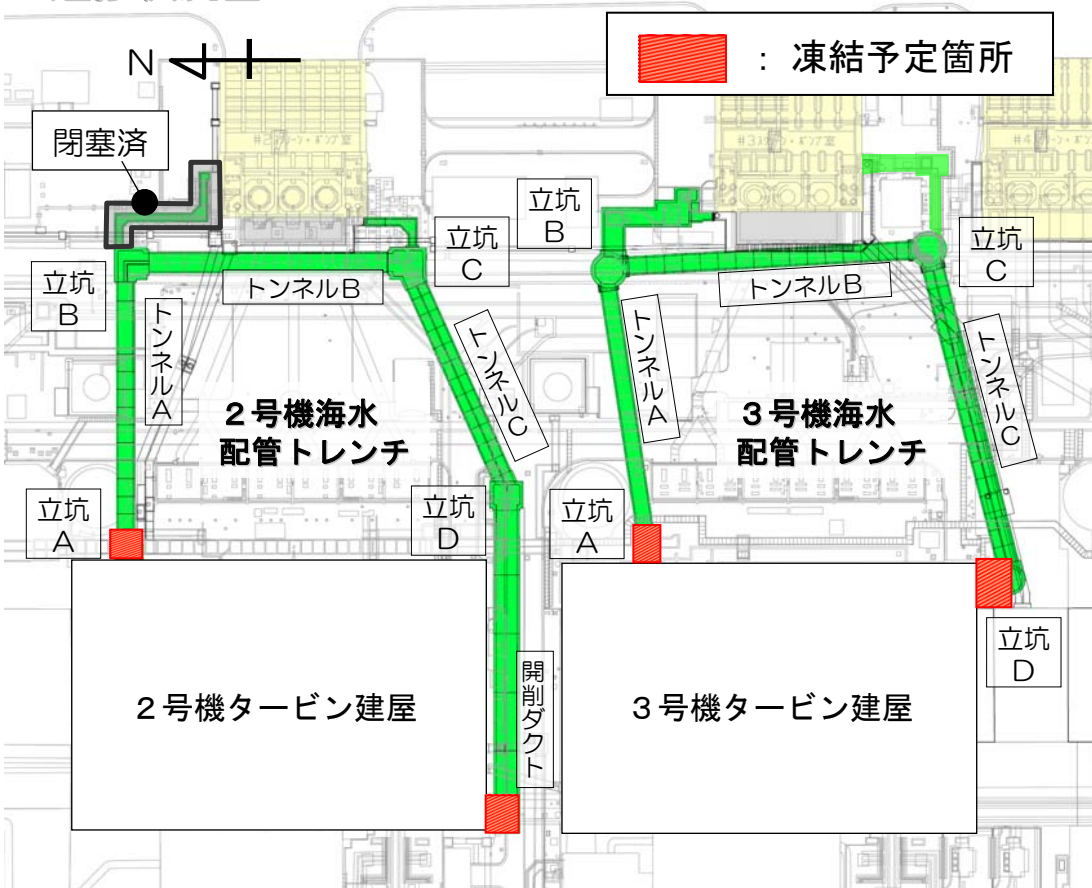 N
： 凍結予定箇所
閉塞済
立坑
B
立坑
C
立坑
B
立坑
C
トンネルB
トンネルB
トンネルA
トンネルC
トンネルA
トンネルC
２号機海水
配管トレンチ
３号機海水
配管トレンチ
立坑
A
立坑
D
立坑
A
立坑
D
開削ダクト
２号機タービン建屋
３号機タービン建屋